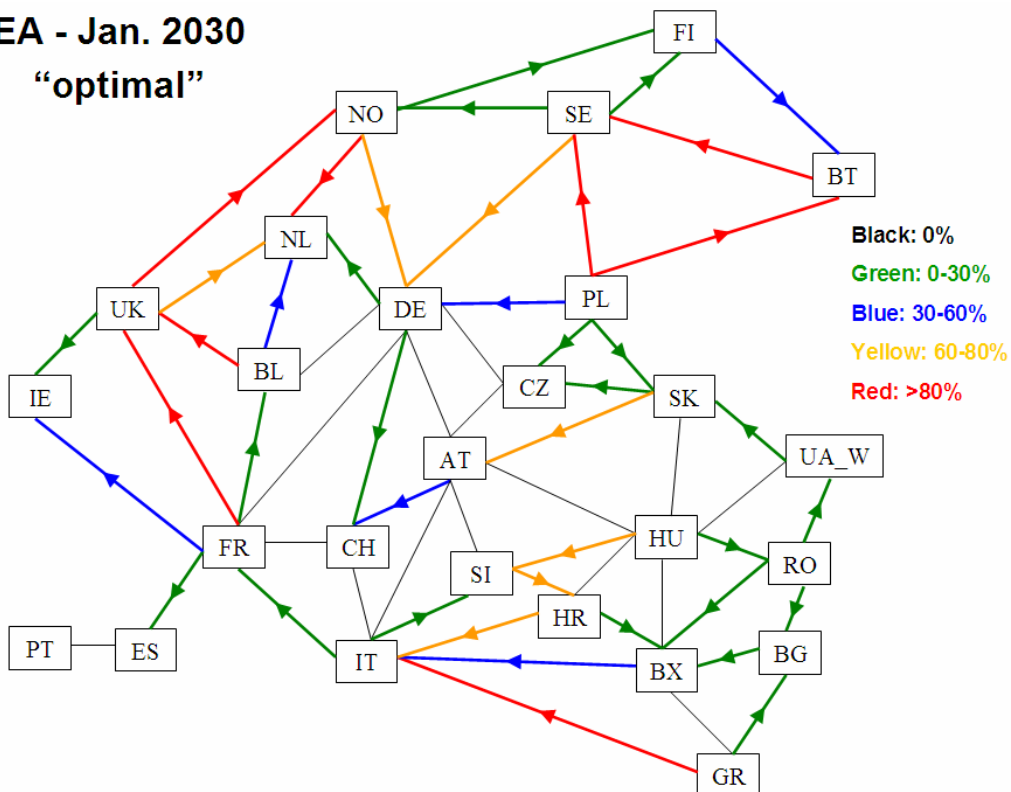 EA - Jan. 2030
“optimal”
FI
NO
SE
BT
NL
Black: 0%
Green: 0-30%
Blue: 30-60%
Yellow: 60-80%
Red: >80%
UK
DE
PL
BL
CZ
IE
SK
AT
UA_W
FR
CH
HU
RO
SI
HR
PT
ES
IT
BX
BG
GR